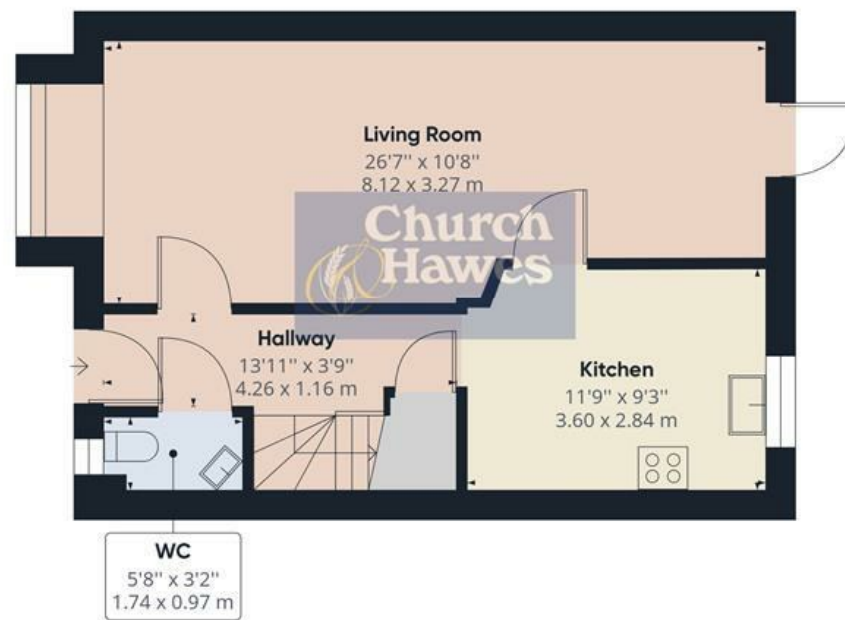 Living Room
26'7'' x 10'8''
8.12 x 3.27 m
Church
Hawes
Hallway
13'11'' x 3'9''
4.26 x 1.16 m
Kitchen
11'9'' x 9'3''
3.60 x 2.84 m
WC
5'8'' x 3'2''
1.74 x 0.97 m